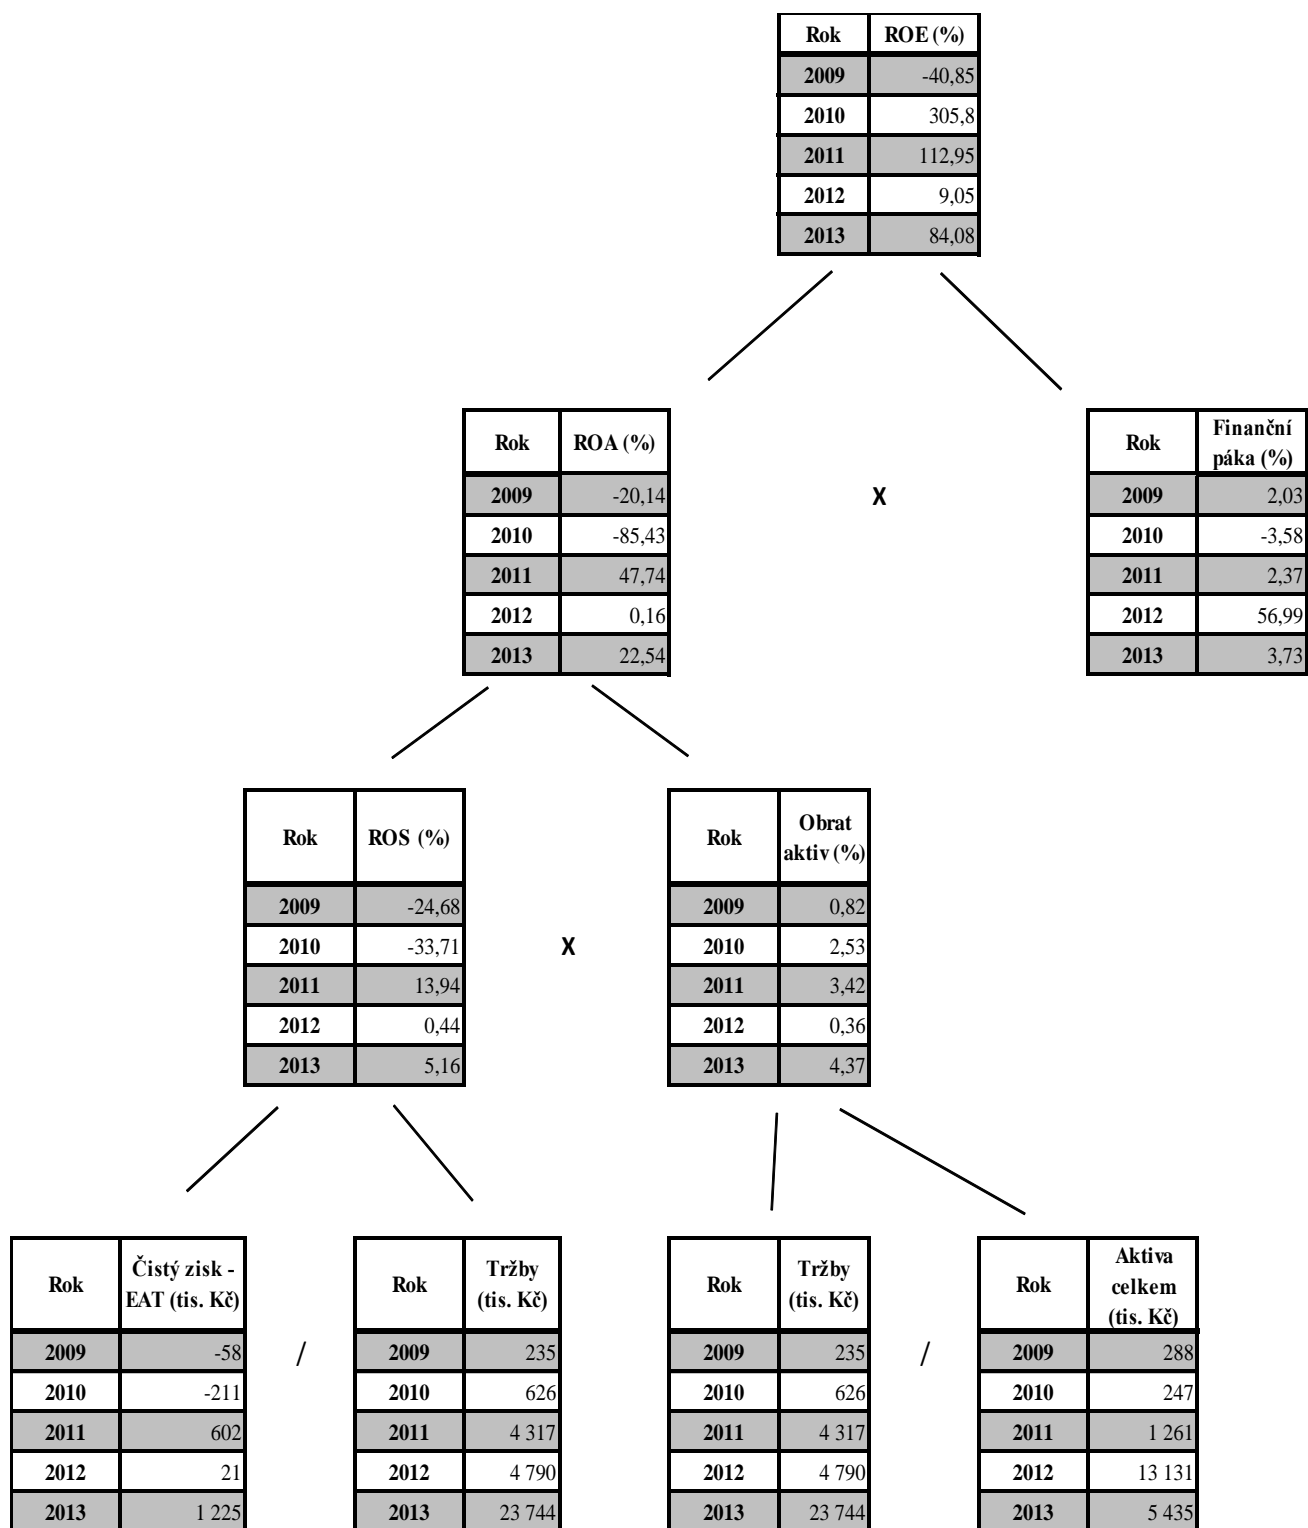 Rok ROE (%)
2009 -40,85
2010 305,8
2011 112,95
2012 9,05
2013 84,08
Rok ROA (%)
2009 -20,14
2010 -85,43
2011 47,74
2012 0,16
2013 22,54
X
Rok Finanční
páka (%)
2009 2,03
2010 -3,58
2011 2,37
2012 56,99
2013 3,73
Rok ROS (%)
2009 -24,68
2010 -33,71
2011 13,94
2012 0,44
2013 5,16
X
Rok Obrat
aktiv (%)
2009 0,82
2010 2,53
2011 3,42
2012 0,36
2013 4,37
Rok Čistý zisk -
EAT (tis. Kč)
2009 -58
2010 -211
2011 602
2012 21
2013 1 225
/
Rok Tržby
(tis. Kč)
2009 235
2010 626
2011 4 317
2012 4 790
2013 23 744
Rok Tržby
(tis. Kč)
2009 235
2010 626
2011 4 317
2012 4 790
2013 23 744
/
Rok Aktiva
celkem
(tis. Kč)
2009 288
2010 247
2011 1 261
2012 13 131
2013 5 435